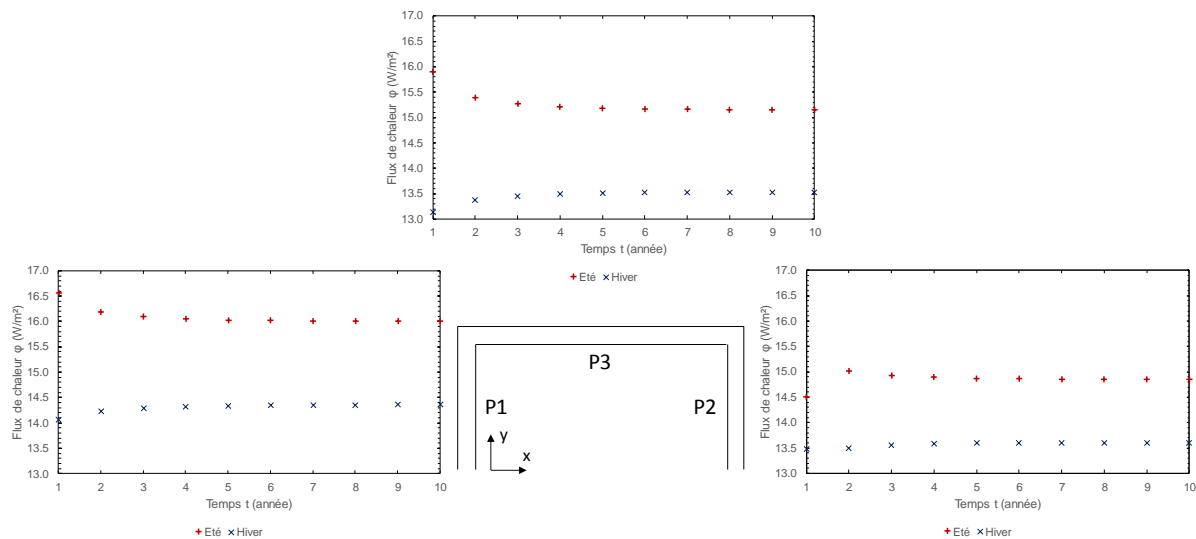 Flux de chaleur φ (W/m²)
17.0
16.5
16.0
15.5
15.0
14.5
14.0
13.5
13.0
1 2 3 4 5 6 7 8 9 10
Temps t (année)
Eté Hiver
Flux de chaleur φ (W/m²)
17.0
16.5
16.0
15.5
15.0
14.5
14.0
13.5
13.0
1 2 3 4 5 6 7 8 9 10
Temps t (année)
Eté Hiver
P3
P1
P2
y
x
Flux de chaleur φ (W/m²)
17.0
16.5
16.0
15.5
15.0
14.5
14.0
13.5
13.0
1 2 3 4 5 6 7 8 9 10
Temps t (année)
Eté Hiver